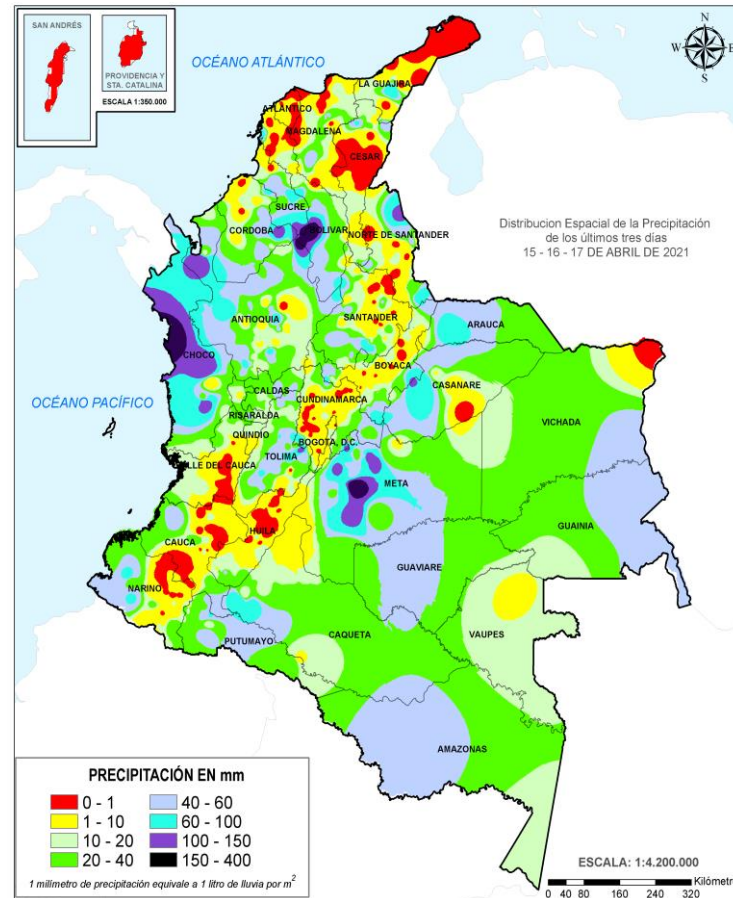 SAN ANDRÉS
PROVIDENCIA Y
STA. CATALINA
ESCALA 1:350.000
OCÉANO ATLÁNTICO
N
W
E
S
LA GUAJIRA
ATLÁNTICO
MAGDALENA
CESAR
SUCRE
CORDOBA
BOLIVAR
NORTE DE SANTANDER
Distribucion Espacial de la Precipitación
de los últimos tres días
15 - 16 - 17 DE ABRIL DE 2021
ANTIOQUIA
SANTANDER
ARAUCA
CHOCO
BOYACA
CASANARE
OCÉANO PACÍFICO
CALDAS
CUNDINAMARCA
RISARALDA
VICHADA
QUINDIO
BOGOTA, D.C.
TOLIMA
VALLE DEL CAUCA
META
GUAINIA
HUILA
CAUCA
GUAVIARE
NARIÑO
CAQUETA
VAUPES
PUTUMAYO
AMAZONAS
PRECIPITACIÓN EN mm
0 - 1
40 - 60
1 - 10
60 - 100
10 - 20
100 - 150
20 - 40
150 - 400
1 milímetro de precipitación equivale a 1 litro de lluvia por m²
ESCALA: 1:4.200.000
Kilómetr
0 40 80 160 240 320